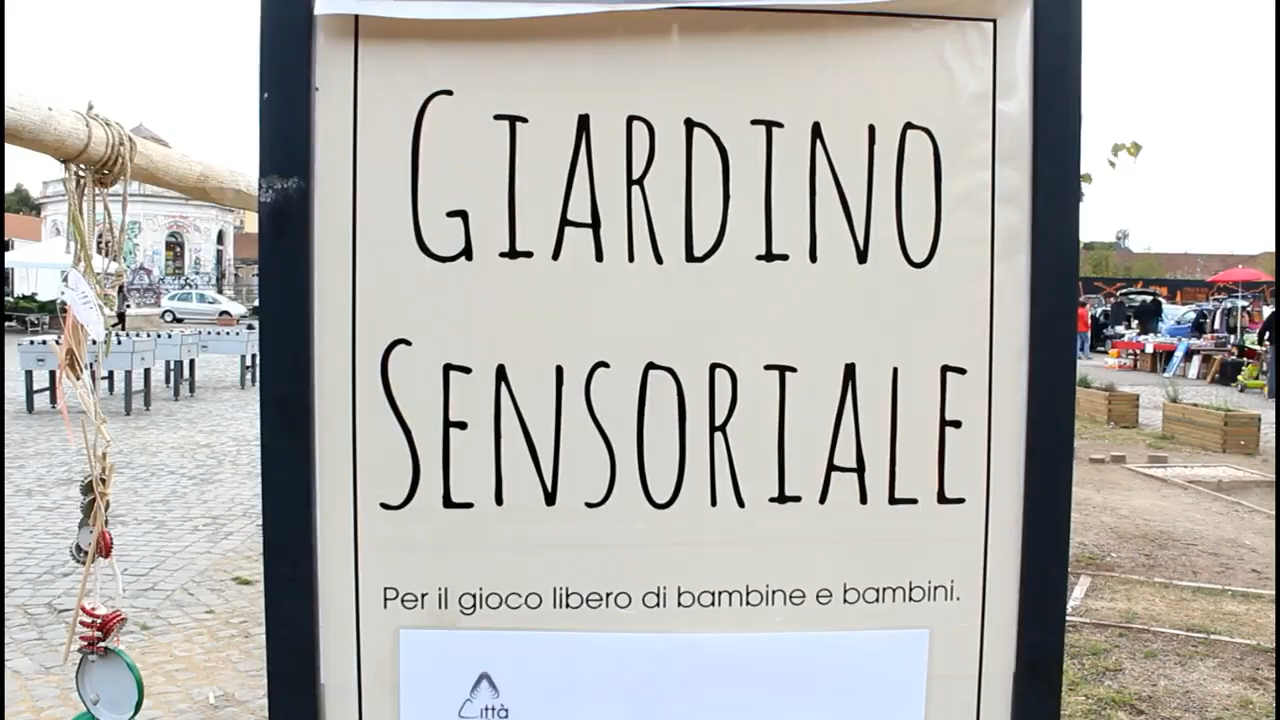 GIARDINO
SENSORIALE
Per il gioco libero di bambine e bambini.
Città